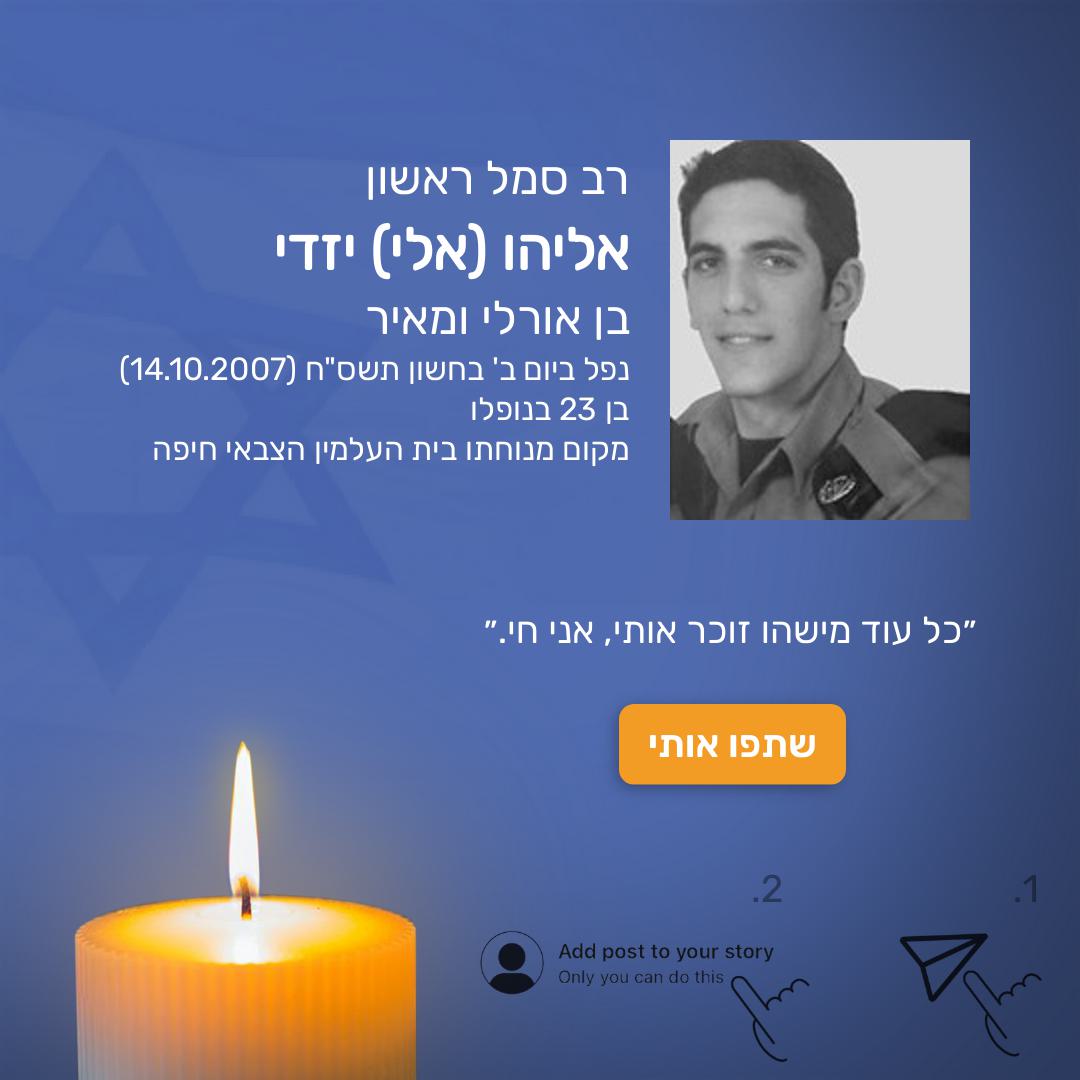 רב סמל ראשון
אליהו (אלי) יזדי
בן אורלי ומאיר
נפל ביום ב' בחשון תשס"ח (14.10.2007)
בן 23 בנופלו
מקום מנוחתו בית העלמין הצבאי חיפה
״כל עוד מישהו זוכר אותי, אני חי.״
שתפו אותי
.1
.2
Add post to your story
Only you can do this